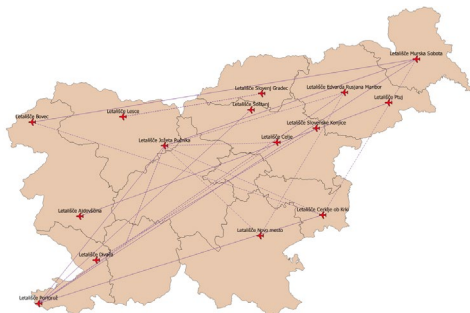 Letališče Murska Sobota
Letališče Slovenj Gradec
Letališče Edvarda Rusjana Maribor
Letališče Ptuj
Letališče Šoštanj
Letališče Lesce
Letališče Bovec
Letališče Slovenske Konjice
Letališče Celje
Letališče Jožeta Pučnika
Letališče Ajdovščina
Letališče Cerklje ob Krki
Letališče Novo mesto
Letališče Divača
Letališče Portorož